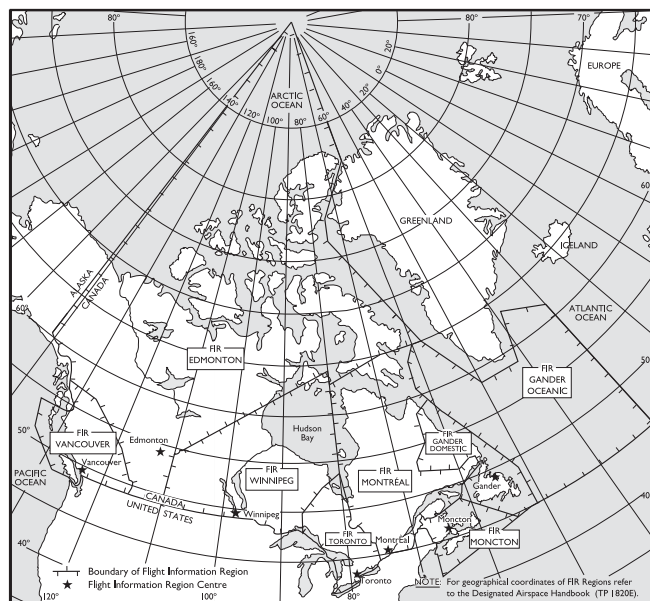 80°
80°
70°
160°
180°
160°
140°
120°
100°
80°
60°
40°
20°
0°
20°
EUROPE
ARCTIC
OCEAN
80°
80°
GREENLAND
ICELAND
ALASKA
CANADA
60°
ATLANTIC
OCEAN
FIR
EDMONTON
FIR
GANDER
OCEANIC
60°
50°
50°
FIR
VANCOUVER
Edmonton
Hudson
Bay
FIR
GANDER
DOMESTIC
Vancouver
PACIFIC
OCEAN
FIR
WINNIPEG
FIR
MONTRÉAL
Gander
CANADA
UNITED STATES
Winnipeg
Moncton
40°
40°
FIR
TORONTO
Montréal
FIR
MONCTON
Boundary of Flight Information Region
Flight Information Region Centre
Toronto
NOTE: For geographical coordinates of FIR Regions refer
to the Designated Airspace Handbook (TP 1820E).
120°
100°
80°